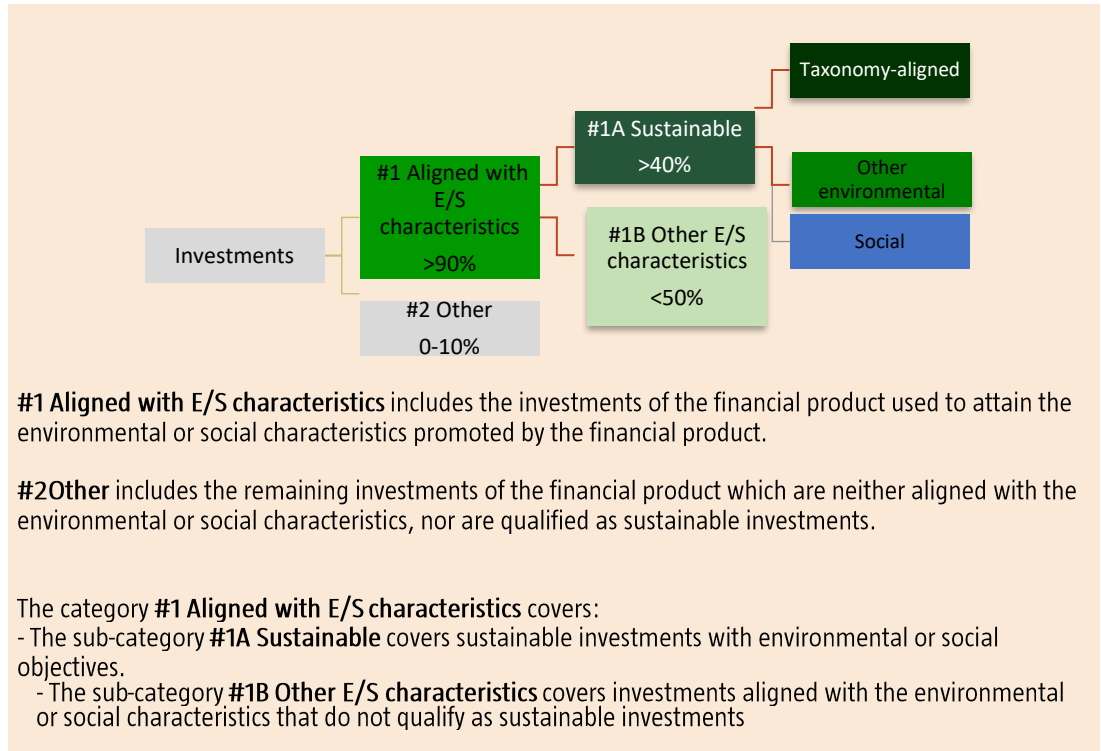 Taxonomy-aligned
#1A Sustainable
>40%
#1 Aligned with
E/S
characteristics
>90%
Other
environmental
#1B Other E/S
characteristics
<50%
Social
Investments
#2 Other
0-10%
#1 Aligned with E/S characteristics includes the investments of the financial product used to attain the
environmental or social characteristics promoted by the financial product.
#2Other includes the remaining investments of the financial product which are neither aligned with the
environmental or social characteristics, nor are qualified as sustainable investments.
The category #1 Aligned with E/S characteristics covers:
- The sub-category #1A Sustainable covers sustainable investments with environmental or social
objectives.
- The sub-category #1B Other E/S characteristics covers investments aligned with the environmental
or social characteristics that do not qualify as sustainable investments